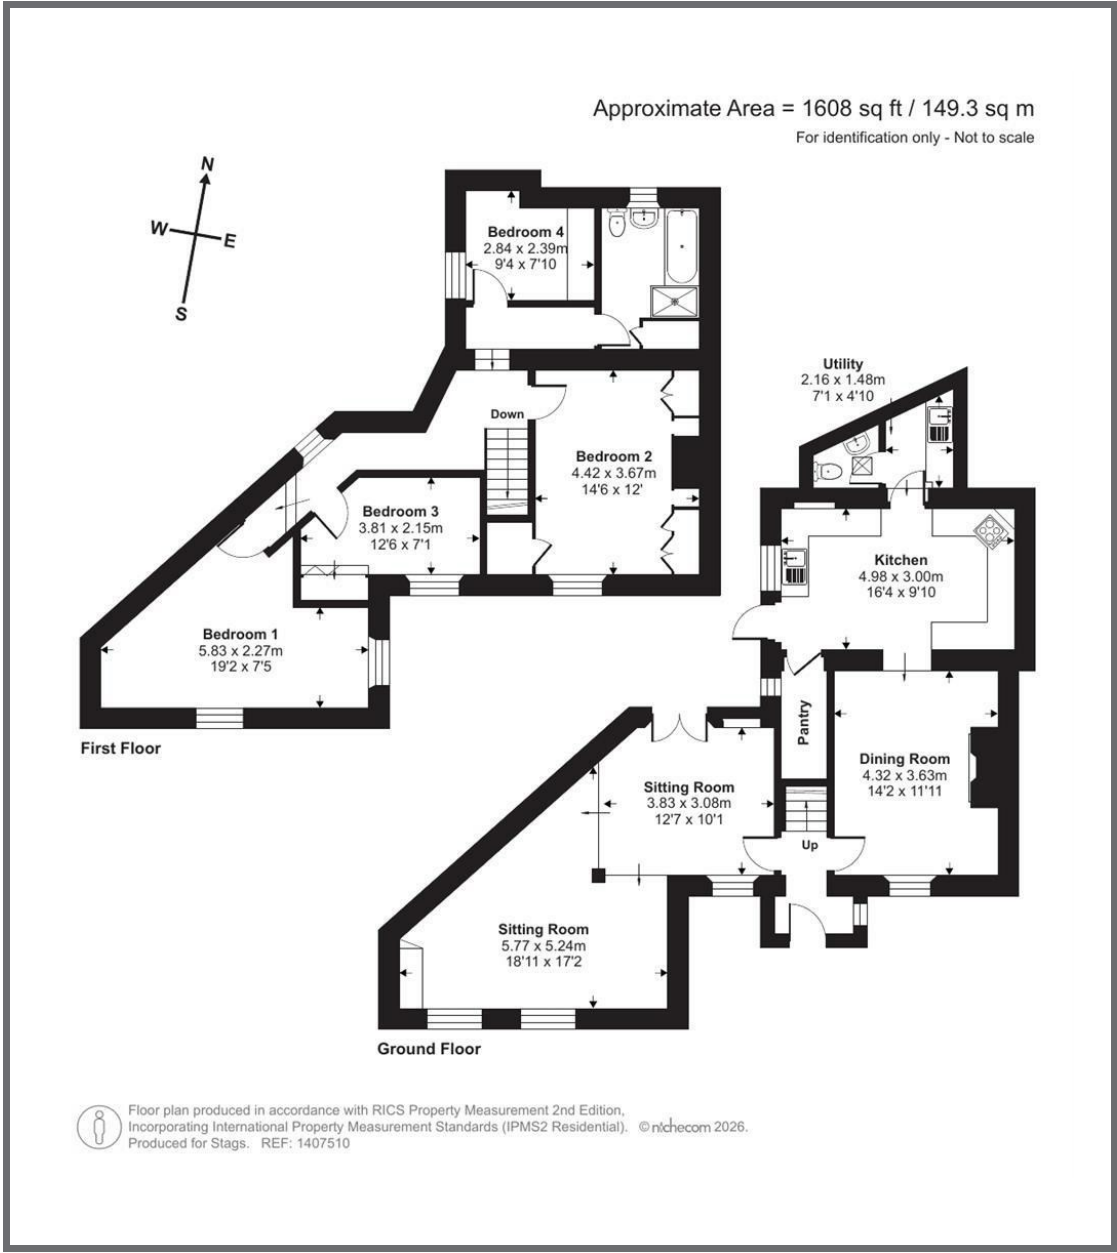 Approximate Area = 1608 sq ft / 149.3 sq m
For identification only - Not to scale
N
W
E
S
Bedroom 4
2.84 x 2.39m
9'4 x 7'10
Down
Bedroom 2
4.42 x 3.67m
14'6 x 12'
Bedroom 3
3.81 x 2.15m
12'6 x 7'1
Bedroom 1
5.83 x 2.27m
19'2 x 7'5
First Floor
Utility
2.16 x 1.48m
7'1 x 4'10
Kitchen
4.98 x 3.00m
16'4 x 9'10
Pantry
Dining Room
4.32 x 3.63m
14'2 x 11'11
Sitting Room
3.83 x 3.08m
12'7 x 10'1
Up
Sitting Room
5.77 x 5.24m
18'11 x 17'2
Ground Floor
Floor plan produced in accordance with RICS Property Measurement 2nd Edition,
Incorporating International Property Measurement Standards (IPMS2 Residential). © nichecom 2026.
Produced for Stags. REF: 1407510